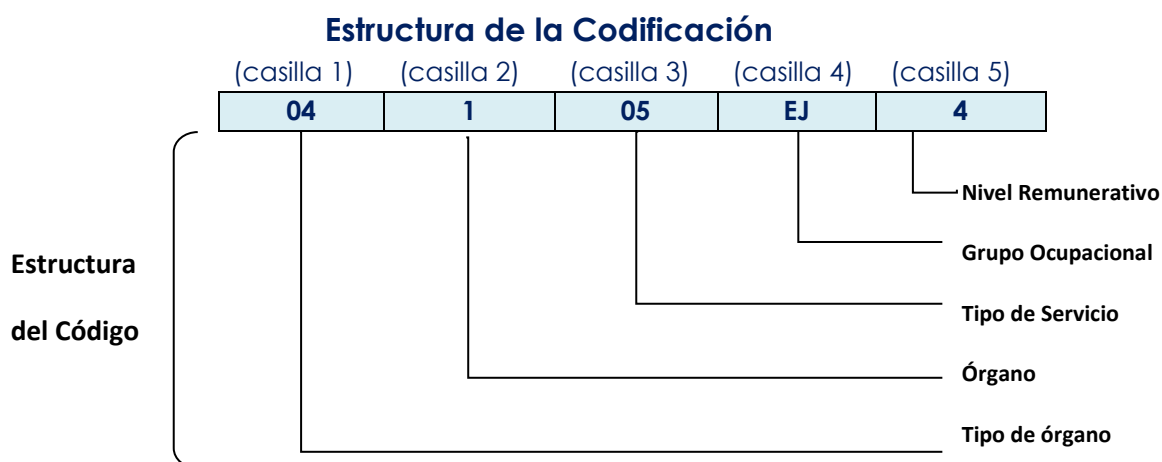 Estructura de la Codificación
(casilla 1) (casilla 2) (casilla 3) (casilla 4) (casilla 5)
04 1 05 EJ 4
Nivel Remunerativo
Grupo Ocupacional
Estructura
del Código
Tipo de Servicio
Órgano
Tipo de órgano